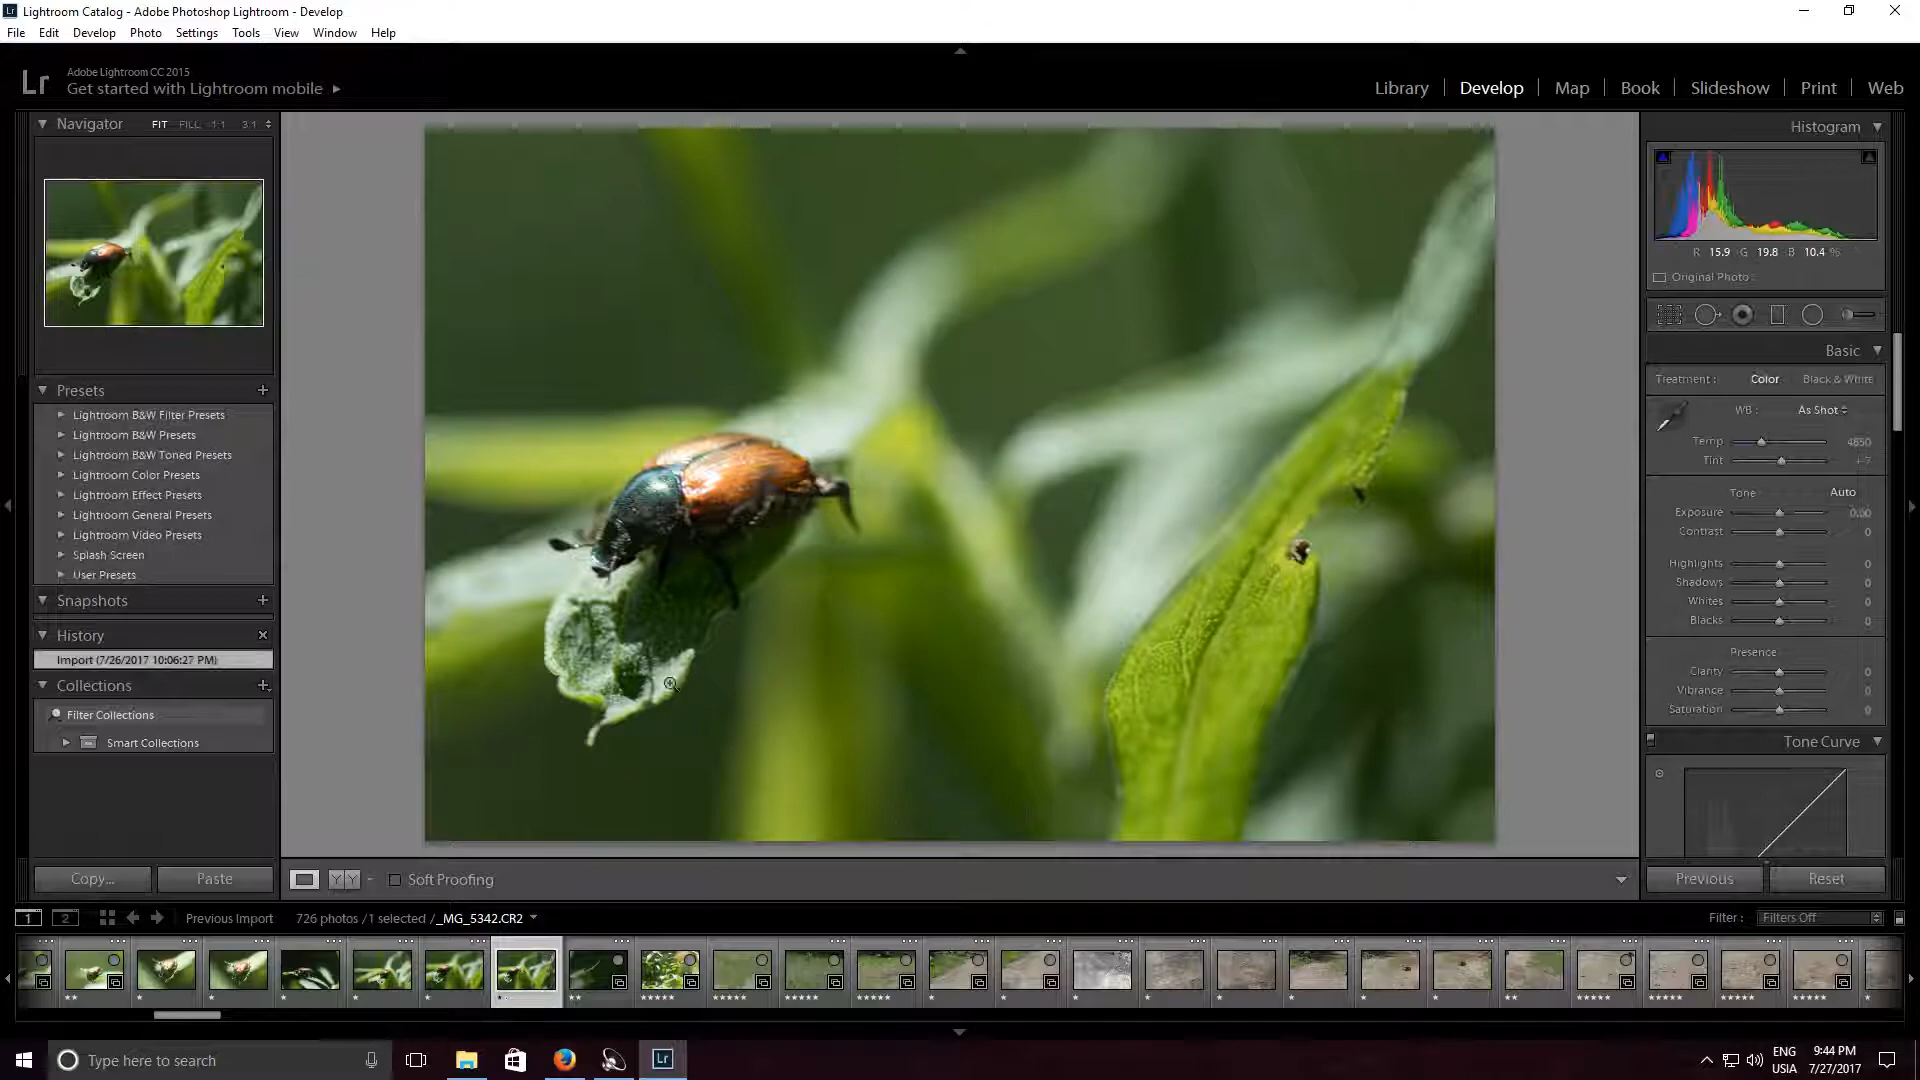 Lightroom Catalog - Adobe Photoshop Lightroom - Develop
File Edit Develop Photo Settings Tools View Window Help
Lr
Adobe Lightroom CC 2015
Get started with Lightroom mobile
Library Develop Map Book Slideshow Print Web
Navigator FIT FILL 1:1 3:1
Histogram
R 15.9 G 19.8 B 10.4 %
Original Photo
Basic
Treatment : Color Black & White
WB : As Shot
Temp 4850
Tint + 7
Tone Auto
Exposure 0.00
Contrast 0
Highlights 0
Shadows 0
Whites 0
Blacks 0
Presence
Clarity 0
Vibrance 0
Saturation 0
Tone Curve
Previous Reset
Presets
Lightroom B&W Filter Presets
Lightroom B&W Presets
Lightroom B&W Toned Presets
Lightroom Color Presets
Lightroom Effect Presets
Lightroom General Presets
Lightroom Video Presets
Splash Screen
User Presets
Snapshots
History
Import (7/26/2017 10:06:27 PM)
Collections
Filter Collections
Smart Collections
Copy... Paste
Soft Proofing
1 2 Previous Import 726 photos / 1 selected / _MG_5342.CR2 Filter : Filters Off
Type here to search
Lr
ENG
USIA
9:44 PM
7/27/2017